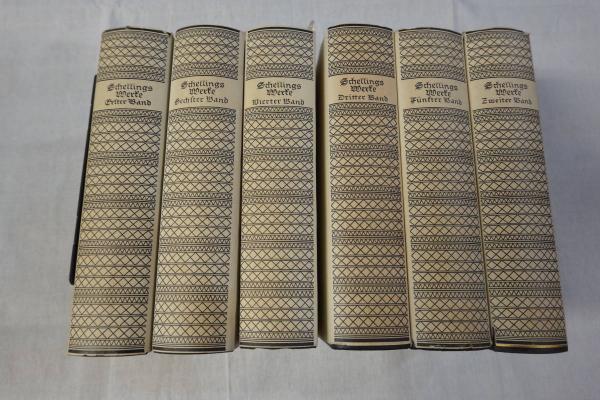 Schellings
Werke
Erster Band
Schellings
Werke
Sechster Band
Schellings
Werke
Vierter Band
Schellings
Werke
Dritter Band
Schellings
Werke
Fünfter Band
Schellings
Werke
Zweiter Band